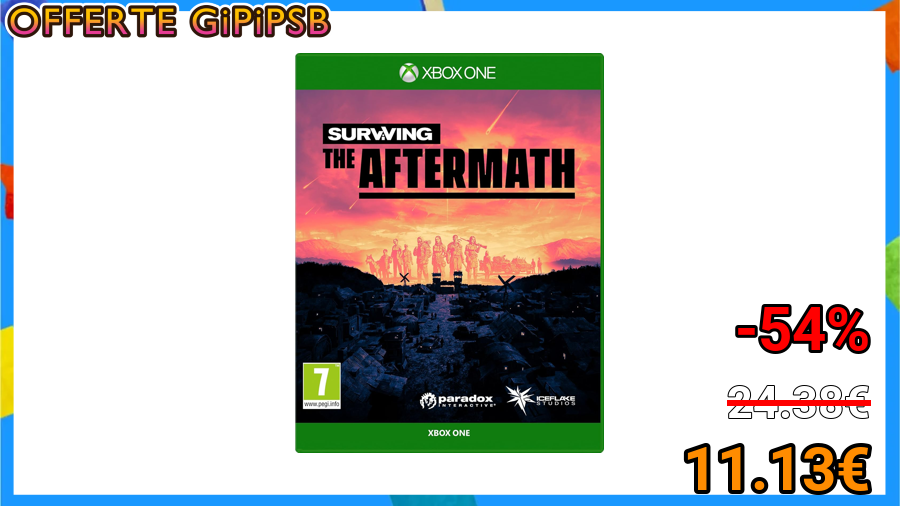 OFFERTE GiPiPSB
XBOX ONE
SURVIVING
THE AFTERMATH
7
www.pegi.info
paradox
INTERACTIVE
ICEFLAKE
STUDIOS
XBOX ONE
-54%
24.38€
11.13€